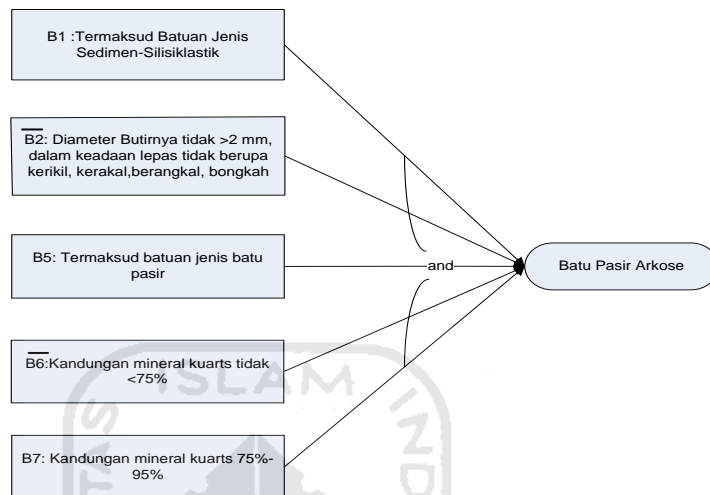 B1 :Termaksud Batuan Jenis
Sedimen-Silisiklastik
B2: Diameter Butirnya tidak >2 mm,
dalam keadaan lepas tidak berupa
kerikil, kerakal,berangkal, bongkah
B5: Termaksud batuan jenis batu
pasir
and
Batu Pasir Arkose
B6:Kandungan mineral kuarts tidak
<75%
B7: Kandungan mineral kuarts 75%-
95%
ISLAM